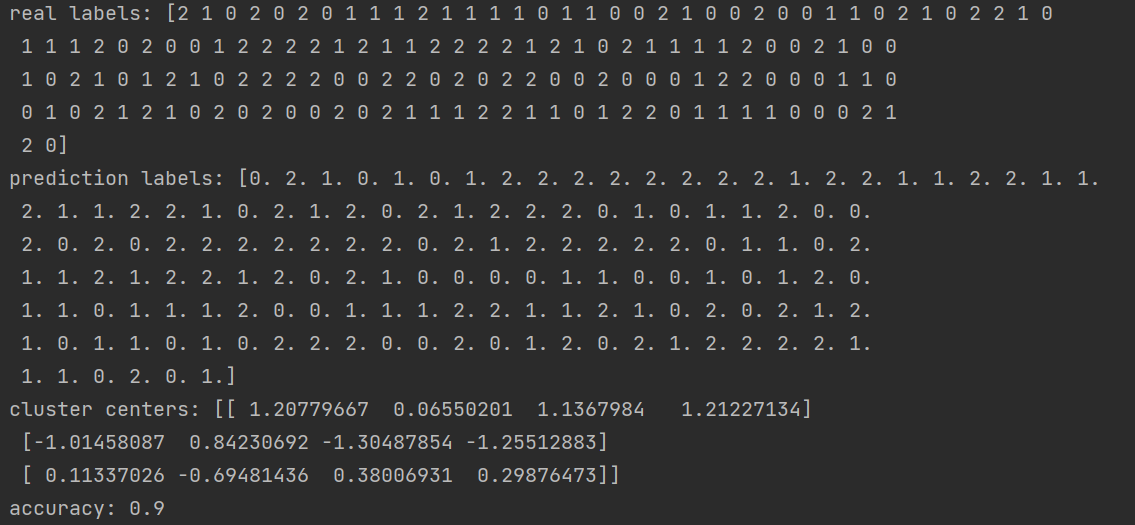 real labels: [2 1 0 2 0 2 0 1 1 1 2 1 1 1 1 0 1 1 0 0 2 1 0 0 2 0 0 1 1 0 2 1 0 2 2 1 0
1 1 1 2 0 2 0 0 1 2 2 2 2 1 2 1 1 2 2 2 2 1 2 1 0 2 1 1 1 1 2 0 0 2 1 0 0
1 0 2 1 0 1 2 1 0 2 2 2 2 0 0 2 2 0 2 0 2 2 0 0 2 0 0 0 1 2 2 0 0 0 1 1 0
0 1 0 2 1 2 1 0 2 0 2 0 0 2 0 2 1 1 1 2 2 1 1 0 1 2 2 0 1 1 1 1 0 0 0 2 1
2 0]
prediction labels: [0. 2. 1. 0. 1. 0. 1. 2. 2. 2. 2. 2. 2. 2. 2. 1. 2. 2. 1. 1. 2. 2. 1. 1.
2. 1. 1. 2. 2. 1. 0. 2. 1. 2. 0. 2. 1. 2. 2. 2. 0. 1. 0. 1. 1. 2. 0. 0.
2. 0. 2. 0. 2. 2. 2. 2. 2. 2. 2. 0. 2. 1. 2. 2. 2. 2. 2. 0. 1. 1. 0. 2.
1. 1. 2. 1. 2. 2. 1. 2. 0. 2. 1. 0. 0. 0. 0. 1. 1. 0. 0. 1. 0. 1. 2. 0.
1. 1. 0. 1. 1. 1. 2. 0. 0. 1. 1. 1. 2. 2. 1. 1. 2. 1. 0. 2. 0. 2. 1. 2.
1. 0. 1. 1. 0. 1. 0. 2. 2. 2. 0. 0. 2. 0. 1. 2. 0. 2. 1. 2. 2. 2. 2. 1.
1. 1. 0. 2. 0. 1.]
cluster centers: [[ 1.20779667 0.06550201 1.1367984 1.21227134]
[-1.01458087 0.84230692 -1.30487854 -1.25512883]
[ 0.11337026 -0.69481436 0.38006931 0.29876473]]
accuracy: 0.9